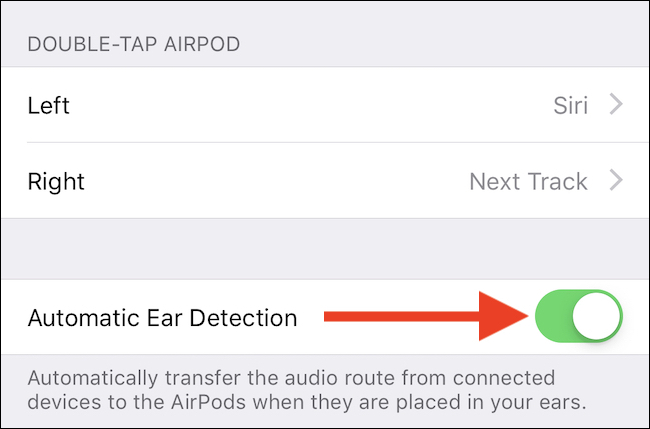 DOUBLE-TAP AIRPOD
Left Siri
Right Next Track
Automatic Ear Detection
Automatically transfer the audio route from connected
devices to the AirPods when they are placed in your ears.